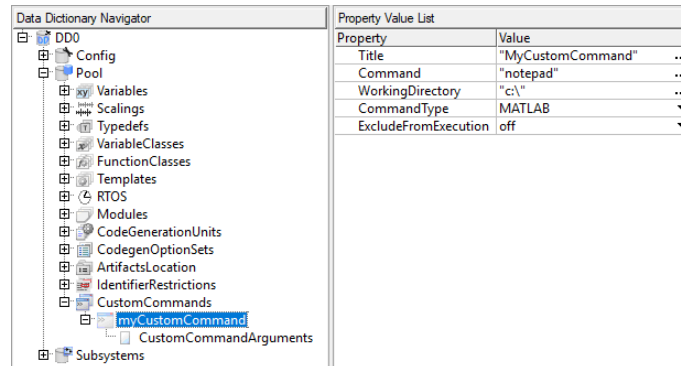 Data Dictionary Navigator
DD0
Config
Pool
Variables
Scalings
Typedefs
VariableClasses
FunctionClasses
Templates
RTOS
Modules
CodeGenerationUnits
CodegenOptionSets
ArtifactsLocation
IdentifierRestrictions
CustomCommands
myCustomCommand
CustomCommandArguments
Subsystems
Property Value List
Property Value
Title "MyCustomCommand" ...
Command "notepad" ...
WorkingDirectory "c:\" ...
CommandType MATLAB
ExcludeFromExecution off